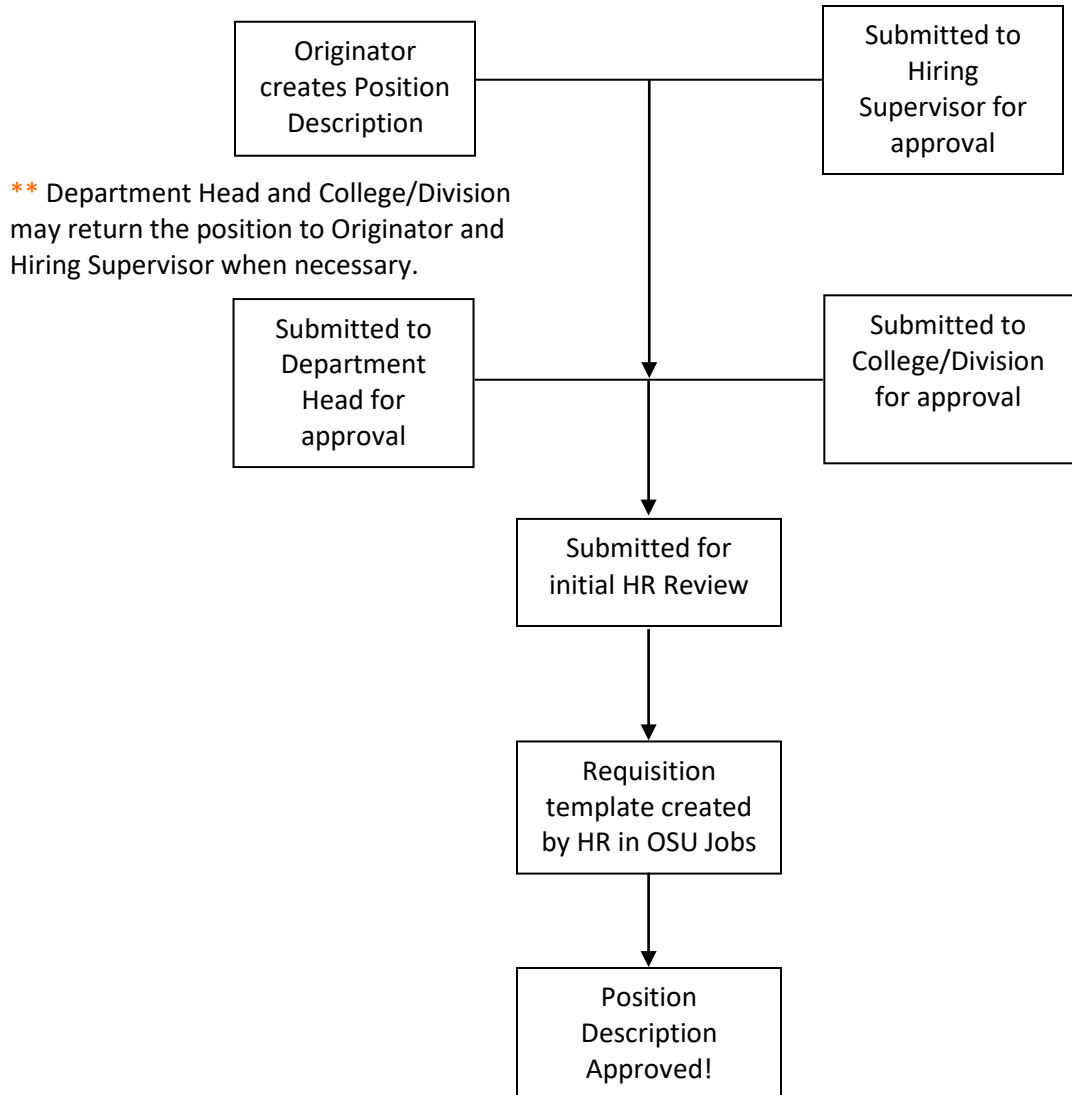 Originator
creates Position
Description
Submitted to
Hiring
Supervisor for
approval
** Department Head and College/Division
may return the position to Originator and
Hiring Supervisor when necessary.
Submitted to
Department
Head for
approval
Submitted to
College/Division
for approval
Submitted for
initial HR Review
Requisition
template created
by HR in OSU Jobs
Position
Description
Approved!